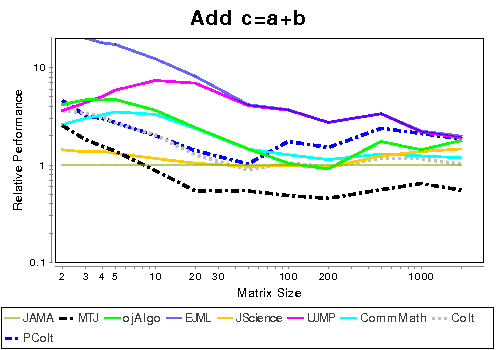 Add c=a+b
Relative Performance
10
1
0.1
2 3 4 5 10 20 30 100 200 1000
Matrix Size
JAMA MTJ ojAlgo EJML JScience UJMP CommMath Colt
PColt